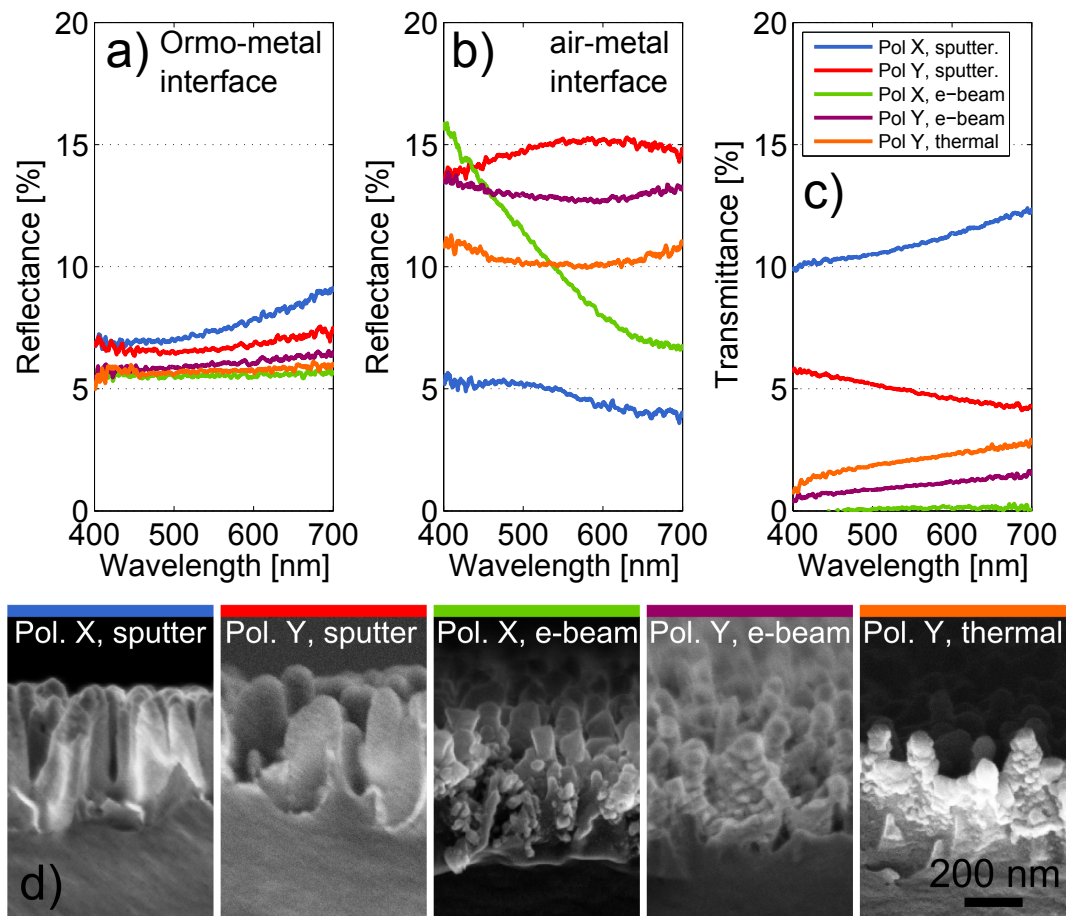 a) Ormo-metal
interface
Reflectance [%]
20
15
10
5
0
400 500 600 700
Wavelength [nm]
b) air-metal
interface
Reflectance [%]
20
15
10
5
0
400 500 600 700
Wavelength [nm]
c)
Pol X, sputter.
Pol Y, sputter.
Pol X, e−beam
Pol Y, e−beam
Pol Y, thermal
Transmittance [%]
20
15
10
5
0
400 500 600 700
Wavelength [nm]
Pol. X, sputter
Pol. Y, sputter
Pol. X, e-beam
Pol. Y, e-beam
Pol. Y, thermal
d)
200 nm